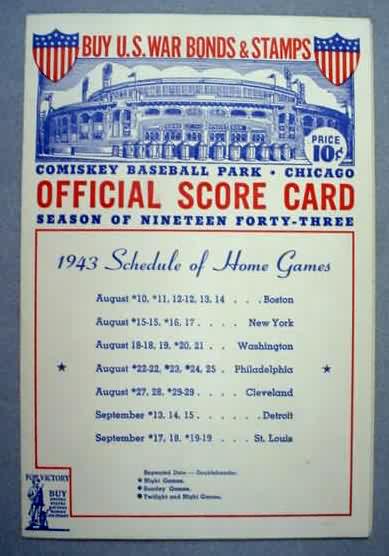 BUY U.S. WAR BONDS & STAMPS
PRICE
10¢
COMISKEY BASEBALL PARK • CHICAGO
OFFICIAL SCORE CARD
SEASON OF NINETEEN FORTY-THREE
1943 Schedule of Home Games
August *10, *11, 12-12, 13, 14 . . . Boston
August *15-15, *16, 17 . . . . New York
August 18-18, 19, *20, 21 . . Washington
August *22-22, *23, *24, 25 . Philadelphia
August *27, 28, *29-29 . . . . Cleveland
September *13, 14, 15 . . . . . . Detroit
September *17, 18, *19-19 . . . St. Louis
Repeated Date — Doubleheader.
Night Games.
Sunday Games.
Twilight and Night Games.
FOR VICTORY
BUY
UNITED
STATES